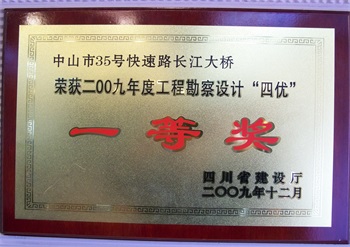 中山市35号快速路长江大桥
荣获二00九年度工程勘察设计“四优”
一等奖
四川省建设厅
二00九年十二月